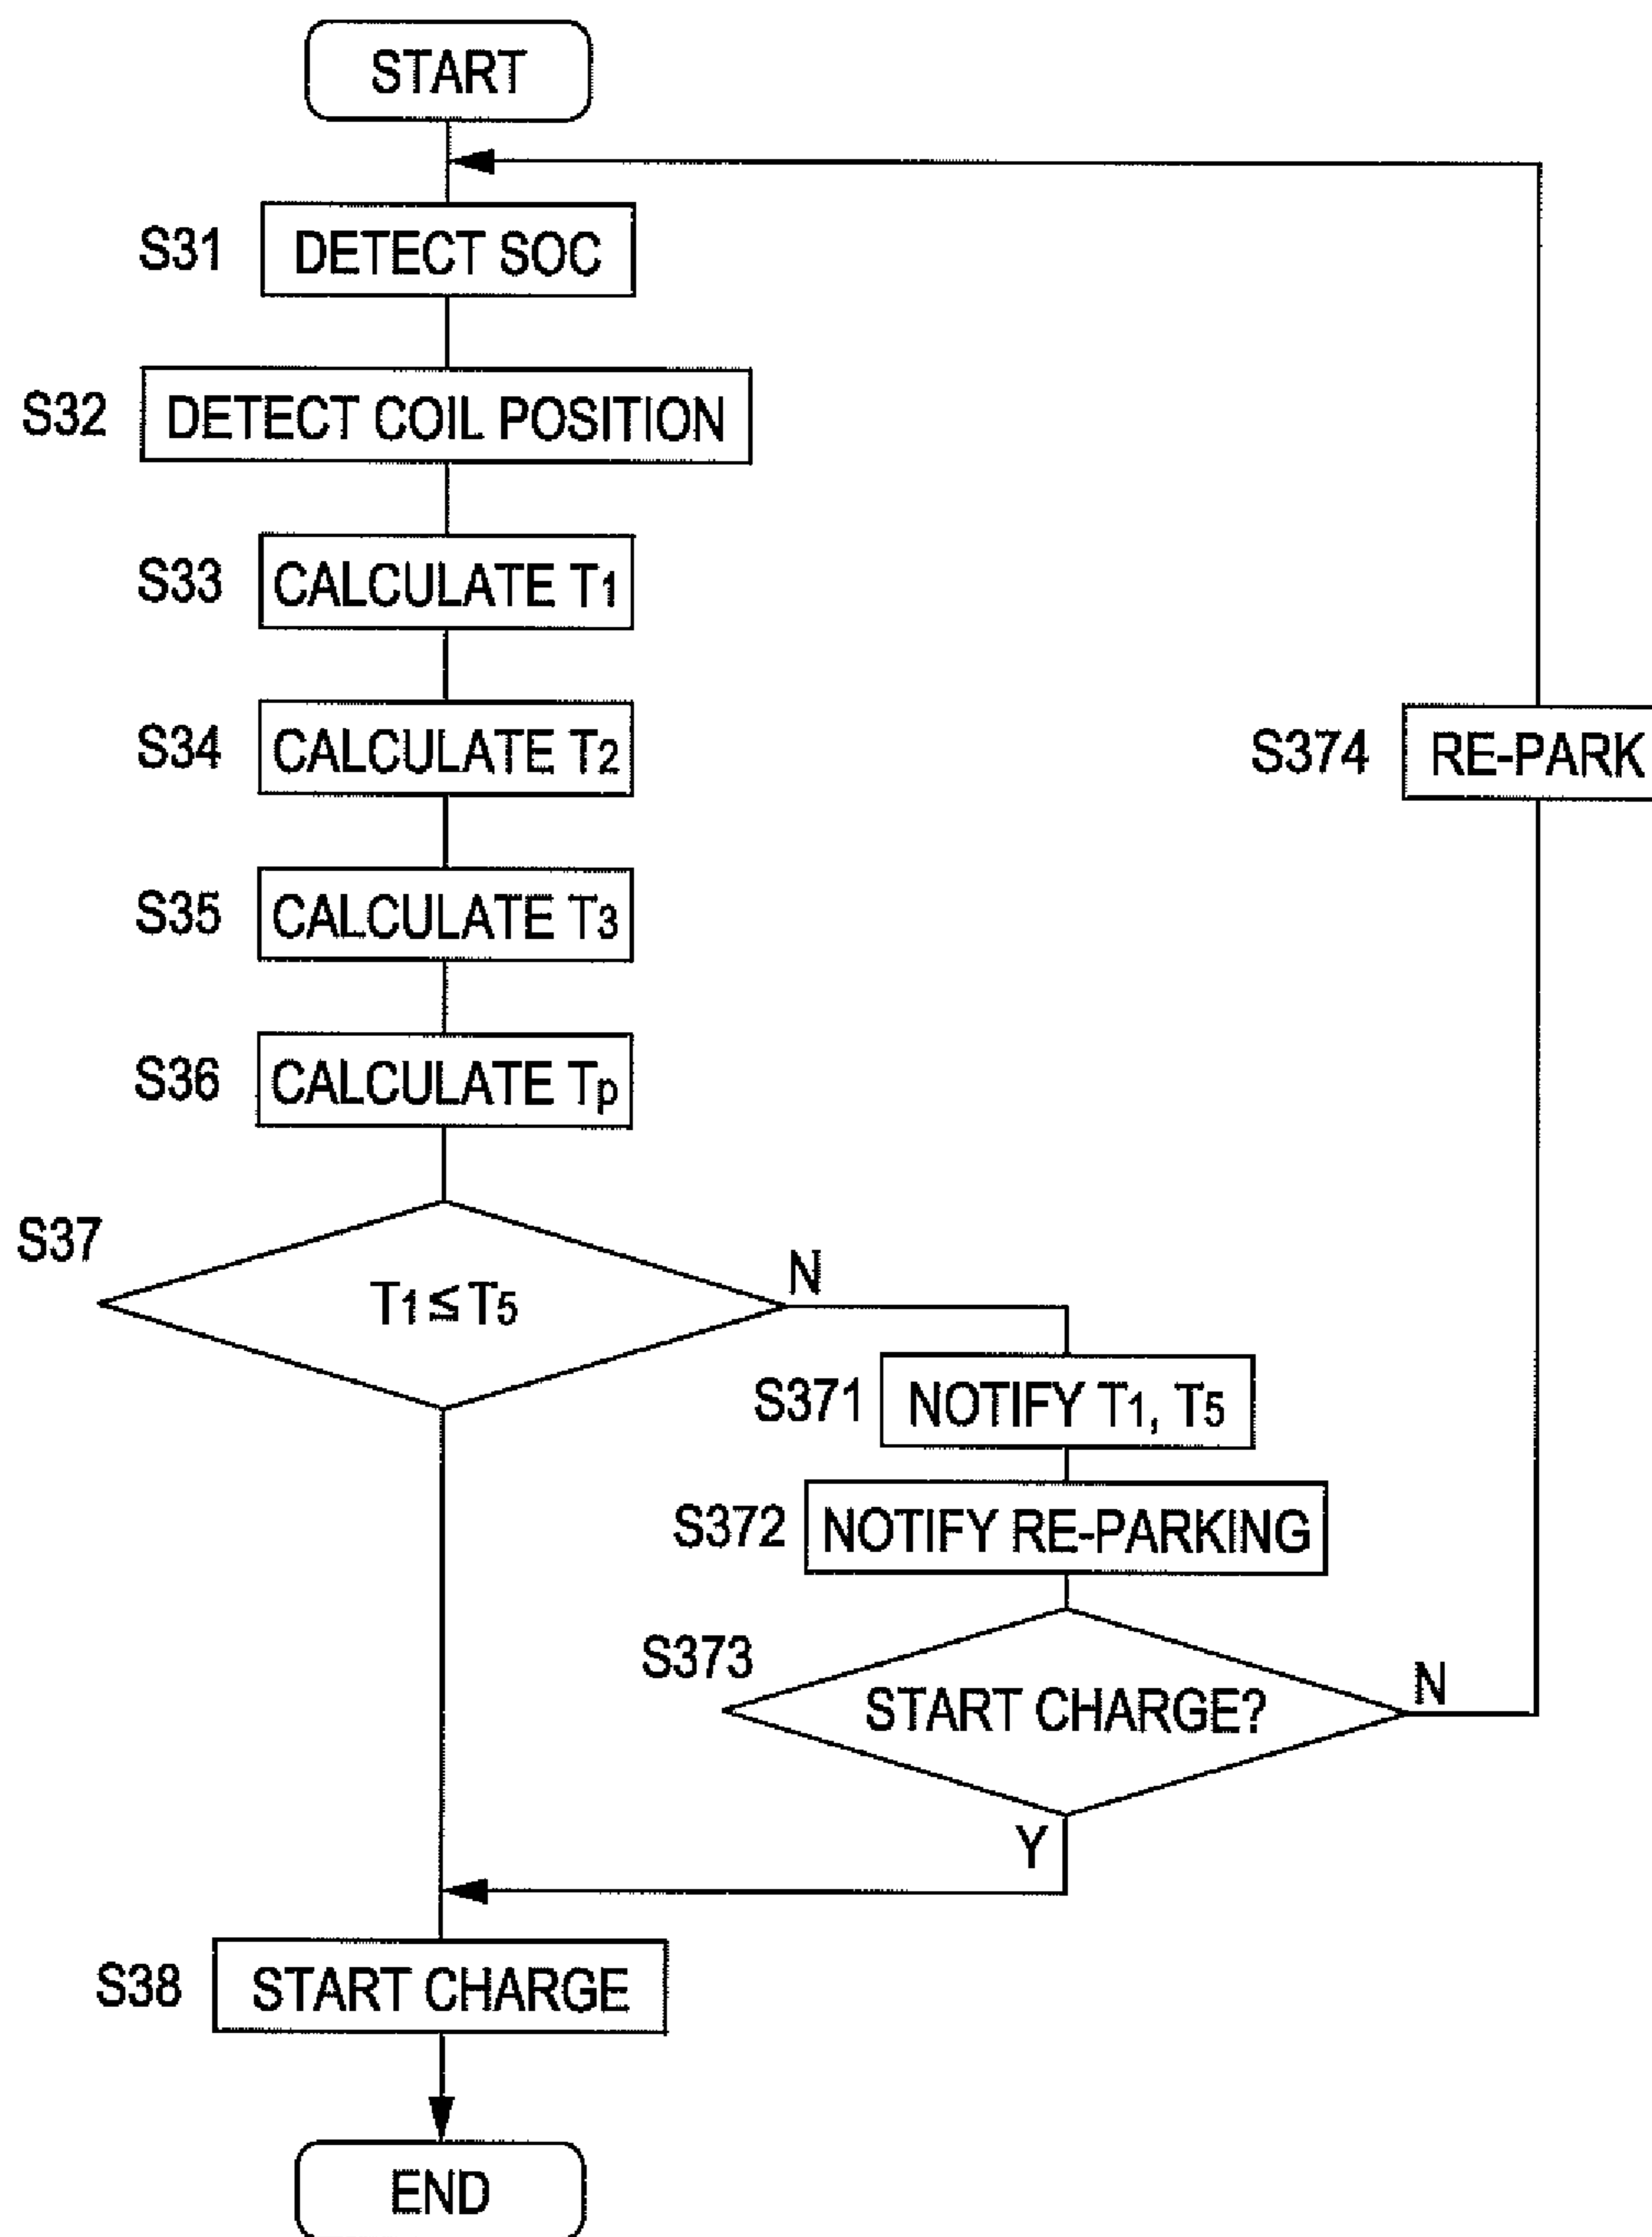 START
S31 DETECT SOC
S32 DETECT COIL POSITION
S33 CALCULATE T1
S34 CALCULATE T2
S374 RE-PARK
S35 CALCULATE T3
S36 CALCULATE Tp
S37
T1 ≤ T5
N
S371 NOTIFY T1, T5
S372 NOTIFY RE-PARKING
S373
START CHARGE?
N
Y
S38 START CHARGE
END